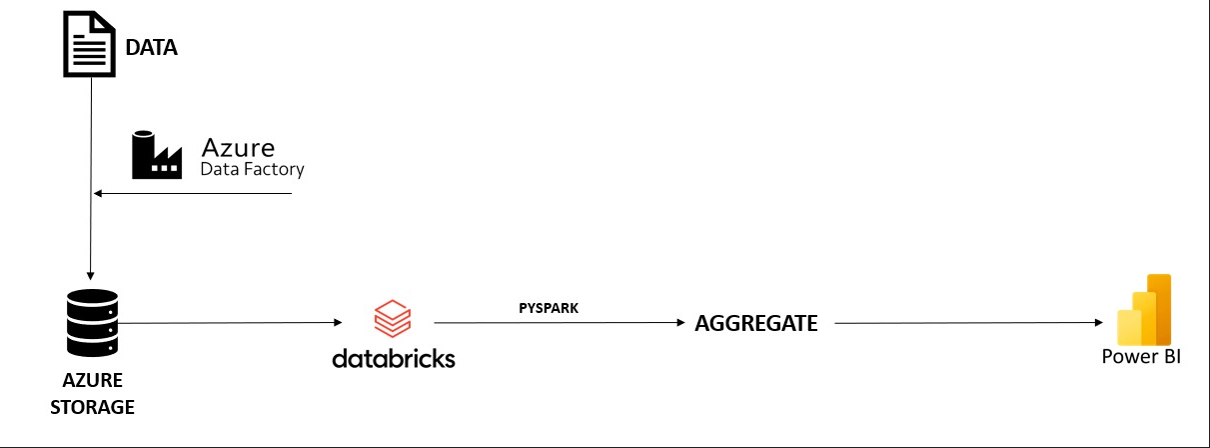 DATA
Azure
Data Factory
PYSPARK
AGGREGATE
databricks
Power BI
AZURE
STORAGE